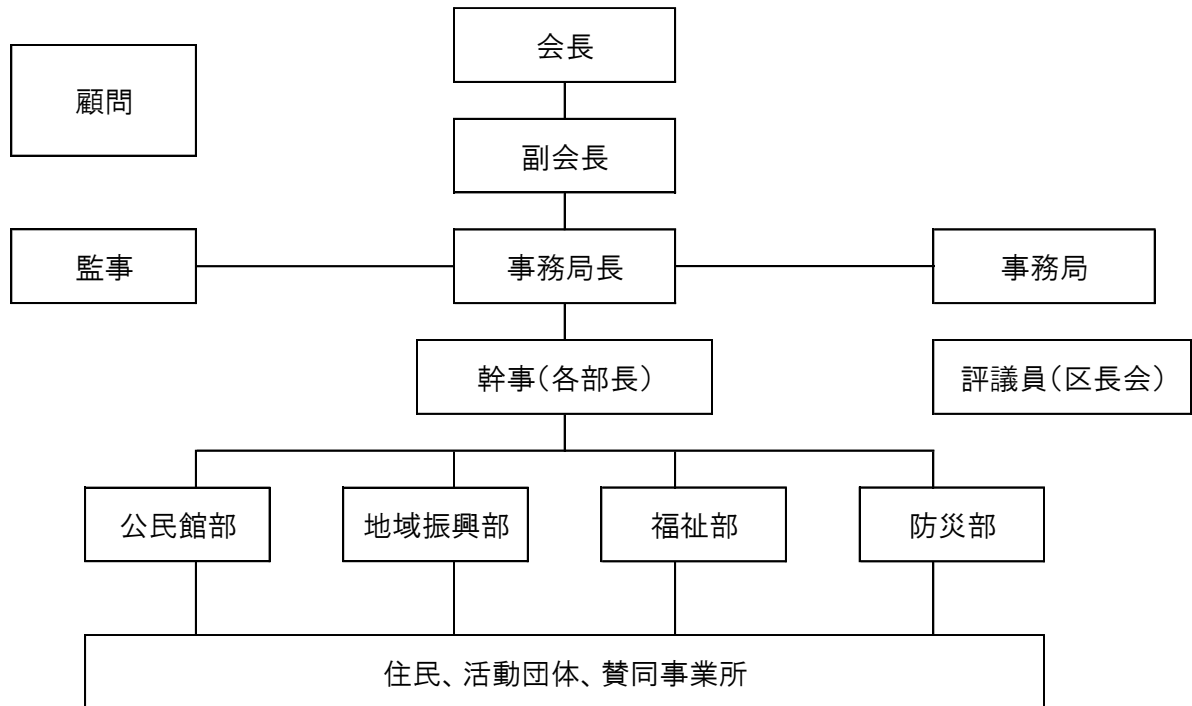 会長
顧問
副会長
監事
事務局長
事務局
幹事(各部長)
評議員(区長会)
公民館部
地域振興部
福祉部
防災部
住民、活動団体、賛同事業所